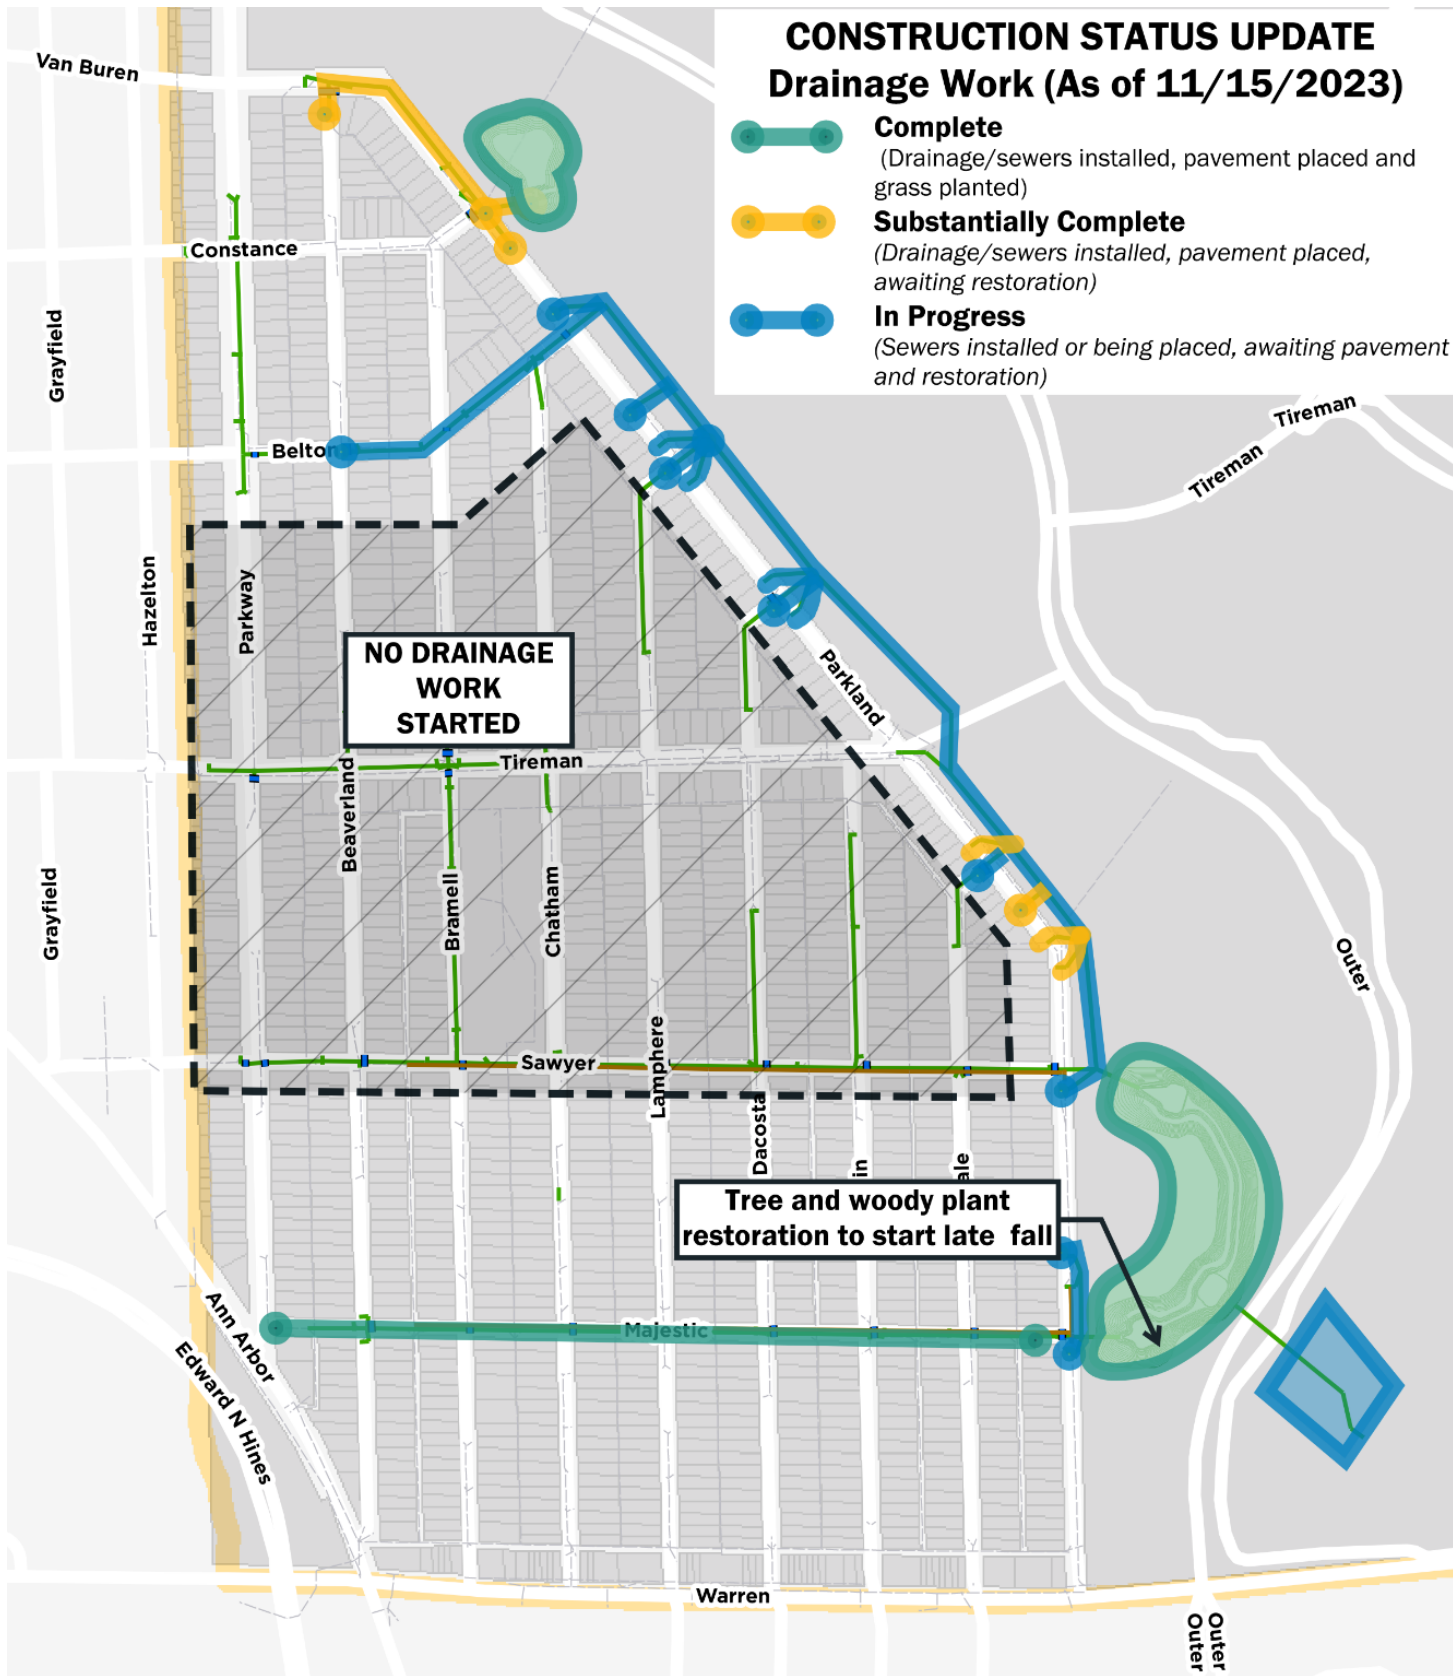 CONSTRUCTION STATUS UPDATE
Drainage Work (As of 11/15/2023)
Complete
(Drainage/sewers installed, pavement placed and
grass planted)
Substantially Complete
(Drainage/sewers installed, pavement placed,
awaiting restoration)
In Progress
(Sewers installed or being placed, awaiting pavement
and restoration)
Van Buren
Constance
Grayfield
Belton
Tireman
Tireman
Hazelton
Parkway
NO DRAINAGE
WORK
STARTED
Parkland
Tireman
Beaverland
Grayfield
Bramell
Chatham
Outer
Sawyer
Lamphere
Dacosta
in
ale
Tree and woody plant
restoration to start late fall
Majestic
Ann Arbor
Edward N Hines
Warren
Outer
Outer